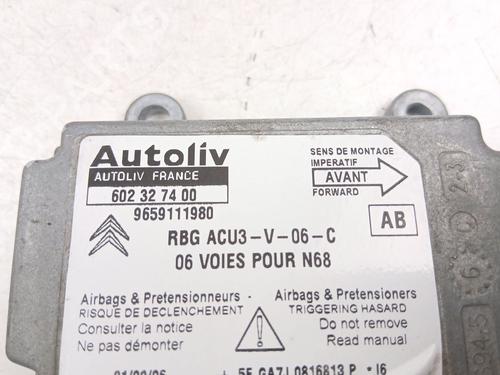 Autoliv
AUTOLIV FRANCE
602 32 74 00
9659111980
SENS DE MONTAGE
IMPERATIF
AVANT
FORWARD
AB
RBG ACU3-V-06-C
06 VOIES POUR N68
Airbags & Pretensionneurs
RISQUE DE DECLENCHEMENT
Consulter la notice
Ne pas démonter
Airbags & Pretensioners
TRIGGERING HASARD
Do not remove
Read manual